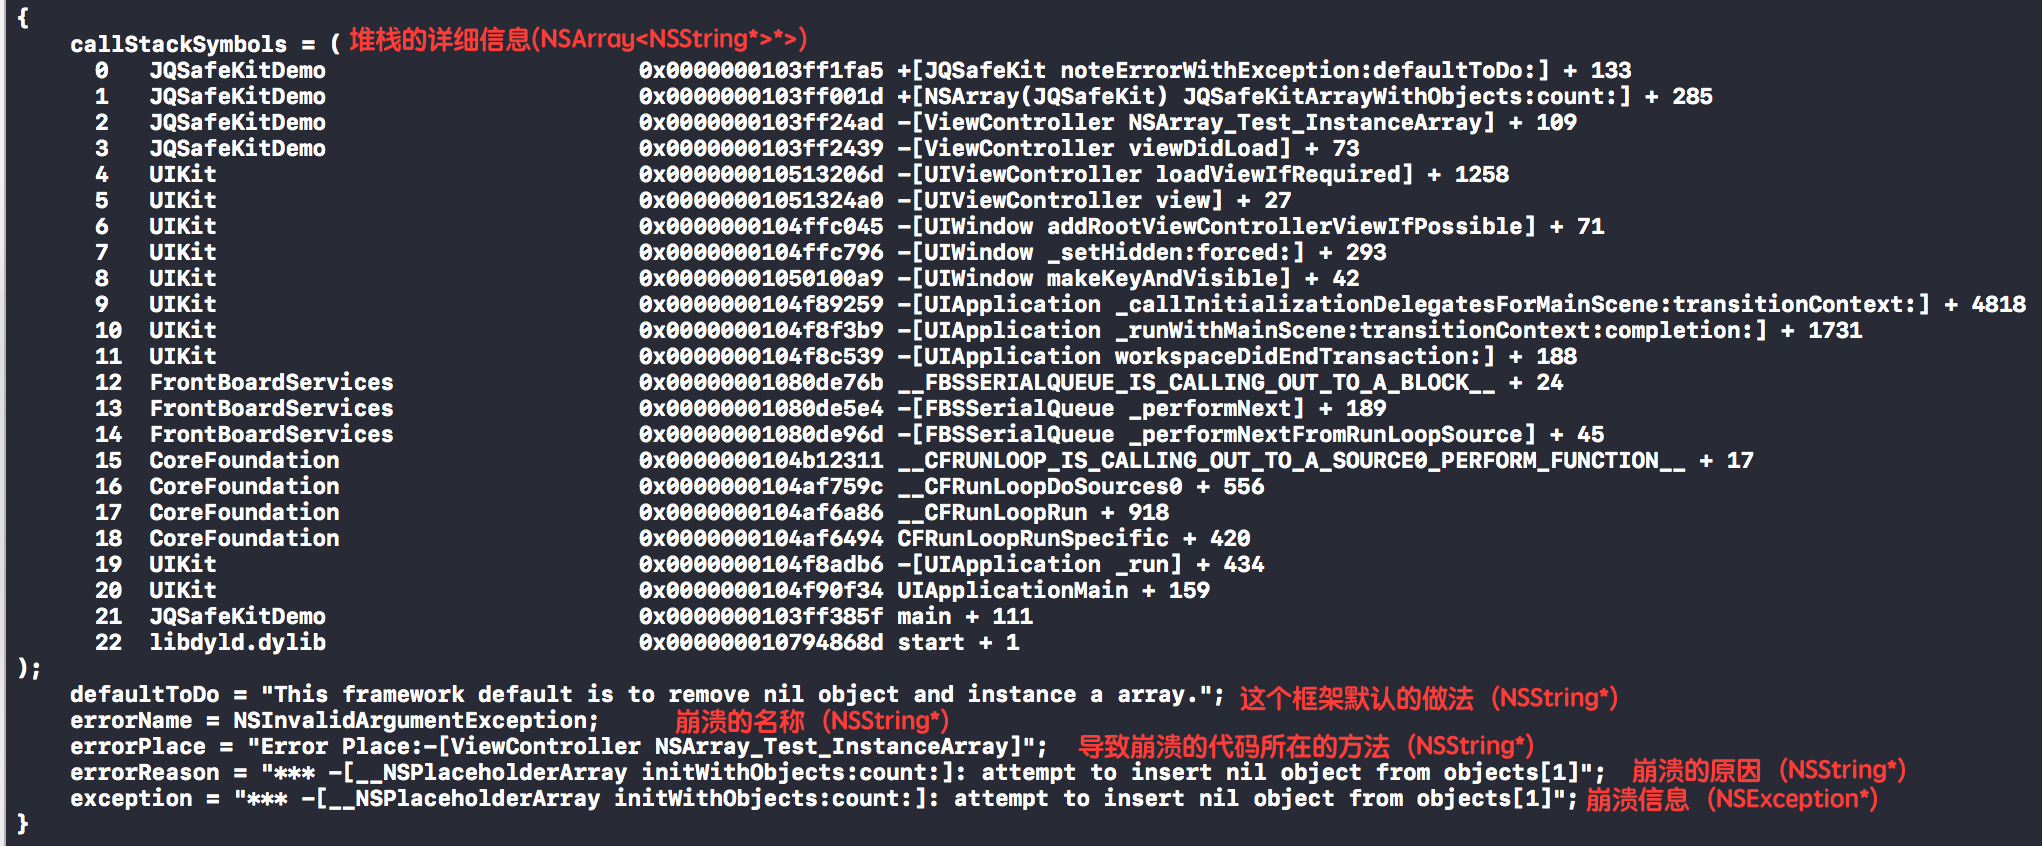 {
callStackSymbols = ( 堆栈的详细信息(NSArray<NSString*>*>)
0 JQSafeKitDemo 0x0000000103ff1fa5 +[JQSafeKit noteErrorWithException:defaultToDo:] + 133
1 JQSafeKitDemo 0x0000000103ff001d +[NSArray(JQSafeKit) JQSafeKitArrayWithObjects:count:] + 285
2 JQSafeKitDemo 0x0000000103ff24ad -[ViewController NSArray_Test_InstanceArray] + 109
3 JQSafeKitDemo 0x0000000103ff2439 -[ViewController viewDidLoad] + 73
4 UIKit 0x000000010513206d -[UIViewController loadViewIfRequired] + 1258
5 UIKit 0x00000001051324a0 -[UIViewController view] + 27
6 UIKit 0x0000000104ffc045 -[UIWindow addRootViewControllerViewIfPossible] + 71
7 UIKit 0x0000000104ffc796 -[UIWindow _setHidden:forced:] + 293
8 UIKit 0x00000001050100a9 -[UIWindow makeKeyAndVisible] + 42
9 UIKit 0x0000000104f89259 -[UIApplication _callInitializationDelegatesForMainScene:transitionContext:] + 4818
10 UIKit 0x0000000104f8f3b9 -[UIApplication _runWithMainScene:transitionContext:completion:] + 1731
11 UIKit 0x0000000104f8c539 -[UIApplication workspaceDidEndTransaction:] + 188
12 FrontBoardServices 0x00000001080de76b __FBSSERIALQUEUE_IS_CALLING_OUT_TO_A_BLOCK__ + 24
13 FrontBoardServices 0x00000001080de5e4 -[FBSSerialQueue _performNext] + 189
14 FrontBoardServices 0x00000001080de96d -[FBSSerialQueue _performNextFromRunLoopSource] + 45
15 CoreFoundation 0x0000000104b12311 __CFRUNLOOP_IS_CALLING_OUT_TO_A_SOURCE0_PERFORM_FUNCTION__ + 17
16 CoreFoundation 0x0000000104af759c __CFRunLoopDoSources0 + 556
17 CoreFoundation 0x0000000104af6a86 __CFRunLoopRun + 918
18 CoreFoundation 0x0000000104af6494 CFRunLoopRunSpecific + 420
19 UIKit 0x0000000104f8adb6 -[UIApplication _run] + 434
20 UIKit 0x0000000104f90f34 UIApplicationMain + 159
21 JQSafeKitDemo 0x0000000103ff385f main + 111
22 libdyld.dylib 0x000000010794868d start + 1
);
defaultToDo = "This framework default is to remove nil object and instance a array."; 这个框架默认的做法（NSString*）
errorName = NSInvalidArgumentException; 崩溃的名称（NSString*）
errorPlace = "Error Place:-[ViewController NSArray_Test_InstanceArray]"; 导致崩溃的代码所在的方法（NSString*）
errorReason = "*** -[__NSPlaceholderArray initWithObjects:count:]: attempt to insert nil object from objects[1]"; 崩溃的原因（NSString*）
exception = "*** -[__NSPlaceholderArray initWithObjects:count:]: attempt to insert nil object from objects[1]"; 崩溃信息（NSException*）
}